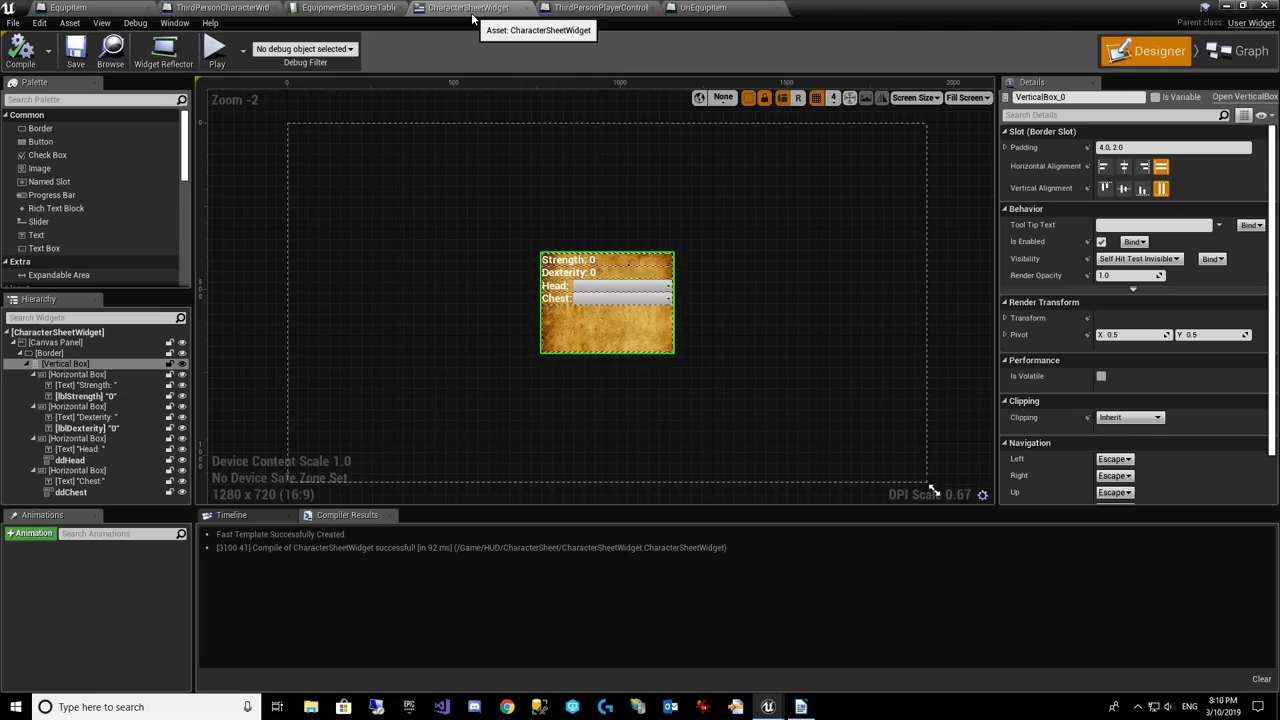 EquipItem
ThirdPersonCharacterWith
EquipmentStatsDataTable
CharacterSheetWidget
ThirdPersonPlayerControl
UnEquipItem
File
Edit
Asset
View
Debug
Window
Help
Asset: CharacterSheetWidget
Parent class: User Widget
Compile
Save
Browse
Widget Reflector
Play
No debug object selected
Debug Filter
Designer
Graph
Palette
Search Palette
Common
Border
Button
Check Box
Image
Named Slot
Progress Bar
Rich Text Block
Slider
Text
Text Box
Extra
Expandable Area
Hierarchy
Search Widgets
[CharacterSheetWidget]
[Canvas Panel]
[Border]
[Vertical Box]
[Horizontal Box]
[Text] "Strength: "
[lblStrength] "0"
[Horizontal Box]
[Text] "Dexterity: "
[lblDexterity] "0"
[Horizontal Box]
[Text] "Head: "
ddHead
[Horizontal Box]
[Text] "Chest:"
ddChest
Animations
+Animation
Search Animations
0 500 1000 1500 2000
Zoom -2
None
R
4
Screen Size
Fill Screen
Strength: 0
Dexterity: 0
Head:
Chest:
Device Content Scale 1.0
No Device Safe Zone Set
1280 x 720 (16:9)
DPI Scale 0.67
Timeline
Compiler Results
Fast Template Successfully Created.
[3100.41] Compile of CharacterSheetWidget successful! [in 92 ms] (/Game/HUD/CharacterSheet/CharacterSheetWidget.CharacterSheetWidget)
Clear
Details
VerticalBox_0
Is Variable
Open VerticalBox
Search Details
Slot (Border Slot)
Padding 4.0, 2.0
Horizontal Alignment
Vertical Alignment
Behavior
Tool Tip Text Bind
Is Enabled Bind
Visibility Self Hit Test Invisible Bind
Render Opacity 1.0
Render Transform
Transform
Pivot X 0.5 Y 0.5
Performance
Is Volatile
Clipping
Clipping Inherit
Navigation
Left Escape
Right Escape
Up Escape
Type here to search
8:10 PM
3/10/2019